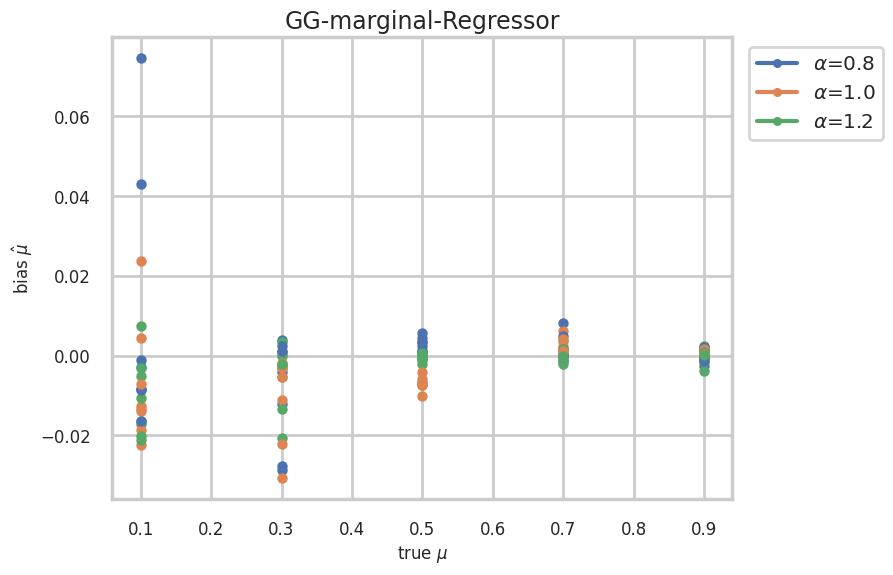 GG-marginal-Regressor
α=0.8
α=1.0
α=1.2
0.06
0.04
0.02
0.00
−0.02
bias μ̂
0.1 0.2 0.3 0.4 0.5 0.6 0.7 0.8 0.9
true μ